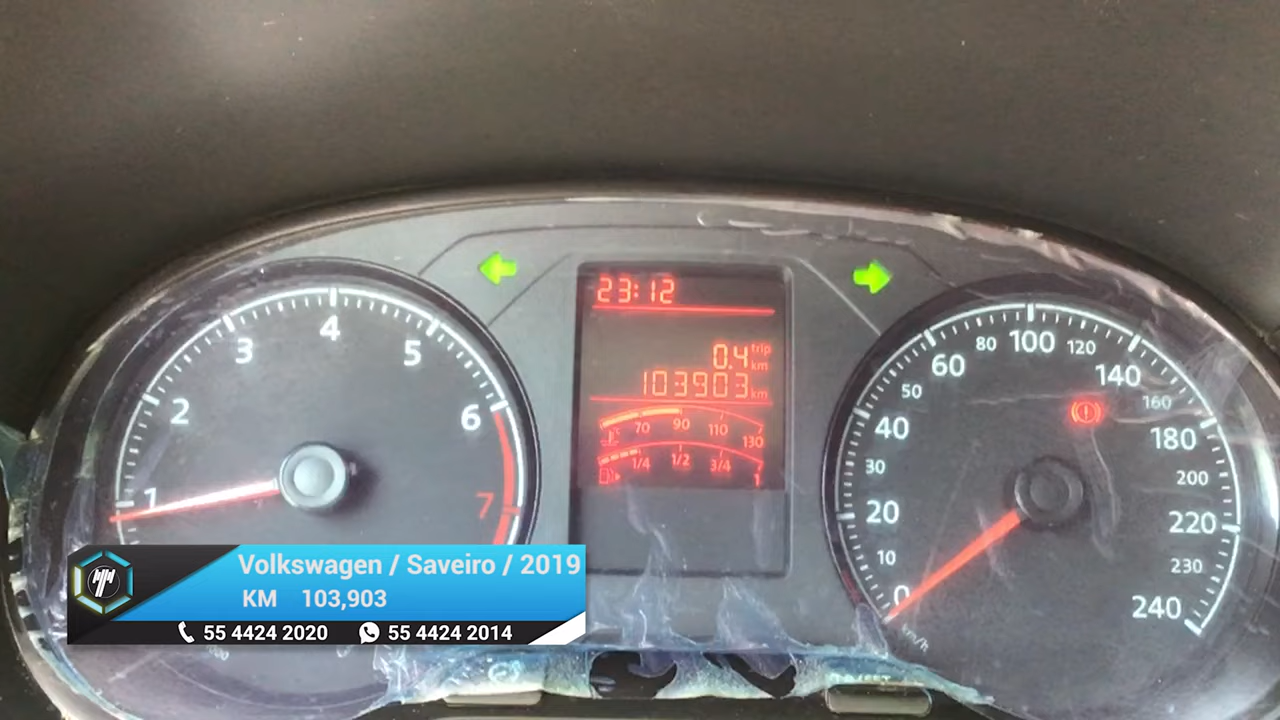 23:12
0.4 trip km
103903 km
70 90 110 130
1/4 1/2 3/4 1
1 2 3 4 5 6 7
0 10 20 30 40 50 60 80 100 120 140 160 180 200 220 230 240
km/h
Volkswagen / Saveiro / 2019
KM 103,903
55 4424 2020 55 4424 2014